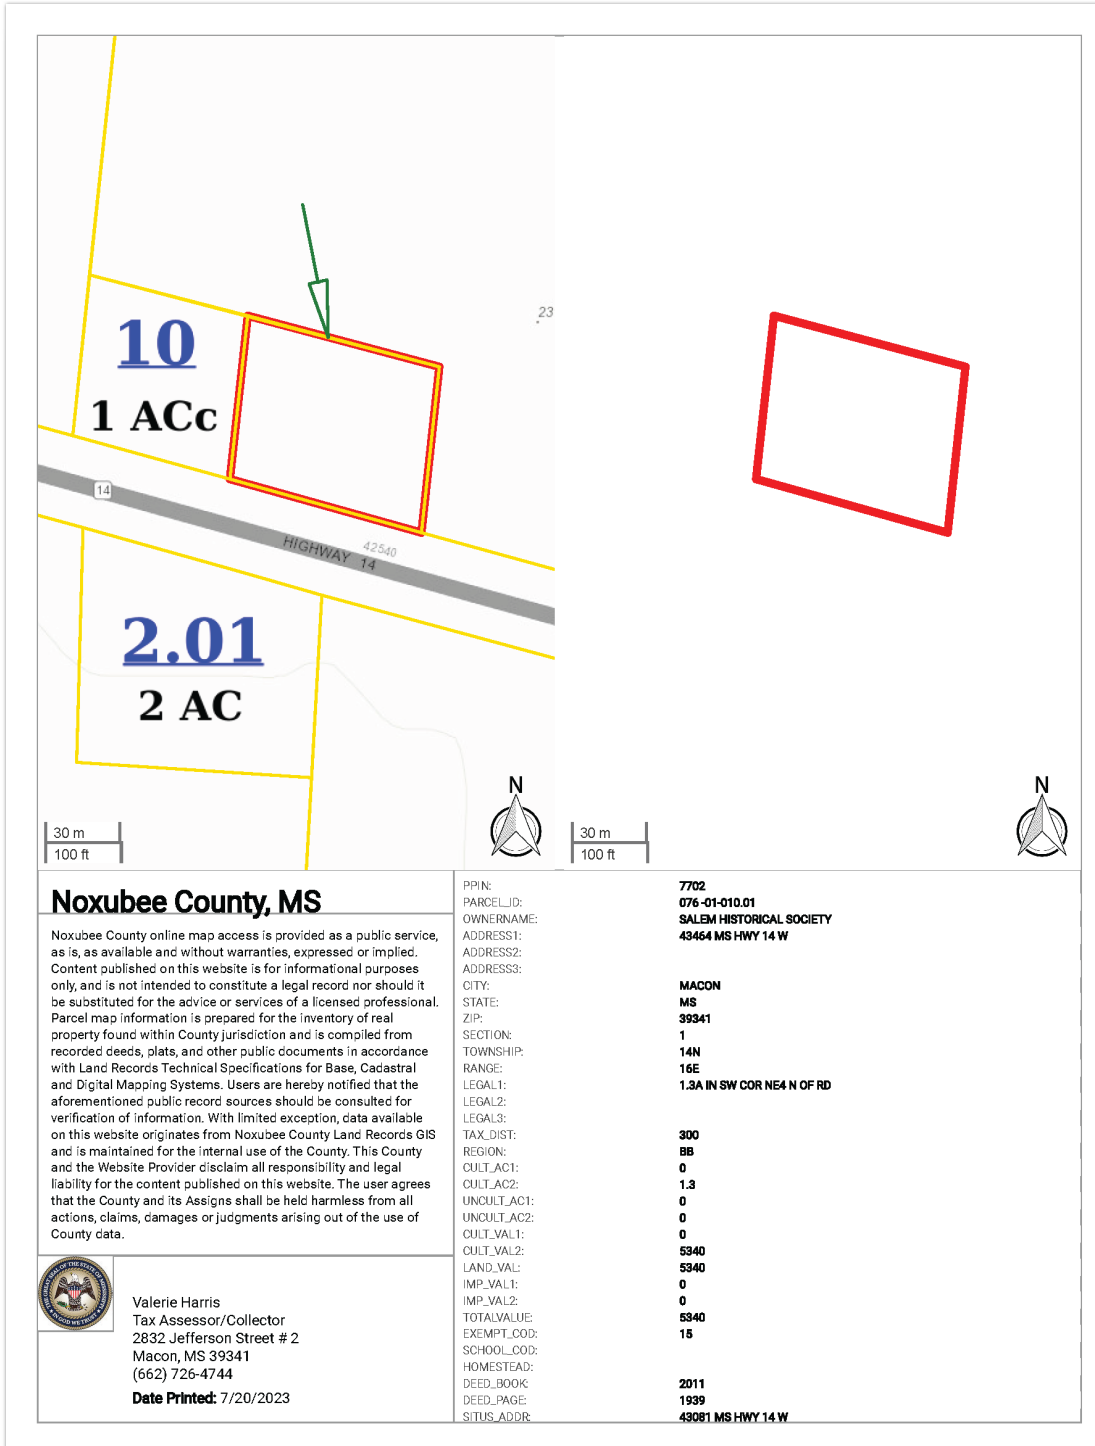 23
10
1 ACc
14
HIGHWAY 14
42540
2.01
2 AC
N
30 m
100 ft
N
30 m
100 ft
Noxubee County, MS
Noxubee County online map access is provided as a public service,
as is, as available and without warranties, expressed or implied.
Content published on this website is for informational purposes
only, and is not intended to constitute a legal record nor should it
be substituted for the advice or services of a licensed professional.
Parcel map information is prepared for the inventory of real
property found within County jurisdiction and is compiled from
recorded deeds, plats, and other public documents in accordance
with Land Records Technical Specifications for Base, Cadastral
and Digital Mapping Systems. Users are hereby notified that the
aforementioned public record sources should be consulted for
verification of information. With limited exception, data available
on this website originates from Noxubee County Land Records GIS
and is maintained for the internal use of the County. This County
and the Website Provider disclaim all responsibility and legal
liability for the content published on this website. The user agrees
that the County and its Assigns shall be held harmless from all
actions, claims, damages or judgments arising out of the use of
County data.
THE GREAT SEAL OF THE STATE OF MISSISSIPPI
IN GOD WE TRUST
Valerie Harris
Tax Assessor/Collector
2832 Jefferson Street # 2
Macon, MS 39341
(662) 726-4744
Date Printed: 7/20/2023
PPIN: 7702
PARCEL_ID: 076 -01-010.01
OWNERNAME: SALEM HISTORICAL SOCIETY
ADDRESS1: 43464 MS HWY 14 W
ADDRESS2:
ADDRESS3:
CITY: MACON
STATE: MS
ZIP: 39341
SECTION: 1
TOWNSHIP: 14N
RANGE: 16E
LEGAL1: 1.3A IN SW COR NE4 N OF RD
LEGAL2:
LEGAL3:
TAX_DIST: 300
REGION: BB
CULT_AC1: 0
CULT_AC2: 1.3
UNCULT_AC1: 0
UNCULT_AC2: 0
CULT_VAL1: 0
CULT_VAL2: 5340
LAND_VAL: 5340
IMP_VAL1: 0
IMP_VAL2: 0
TOTALVALUE: 5340
EXEMPT_COD: 15
SCHOOL_COD:
HOMESTEAD:
DEED_BOOK: 2011
DEED_PAGE: 1939
SITUS_ADDR: 43081 MS HWY 14 W